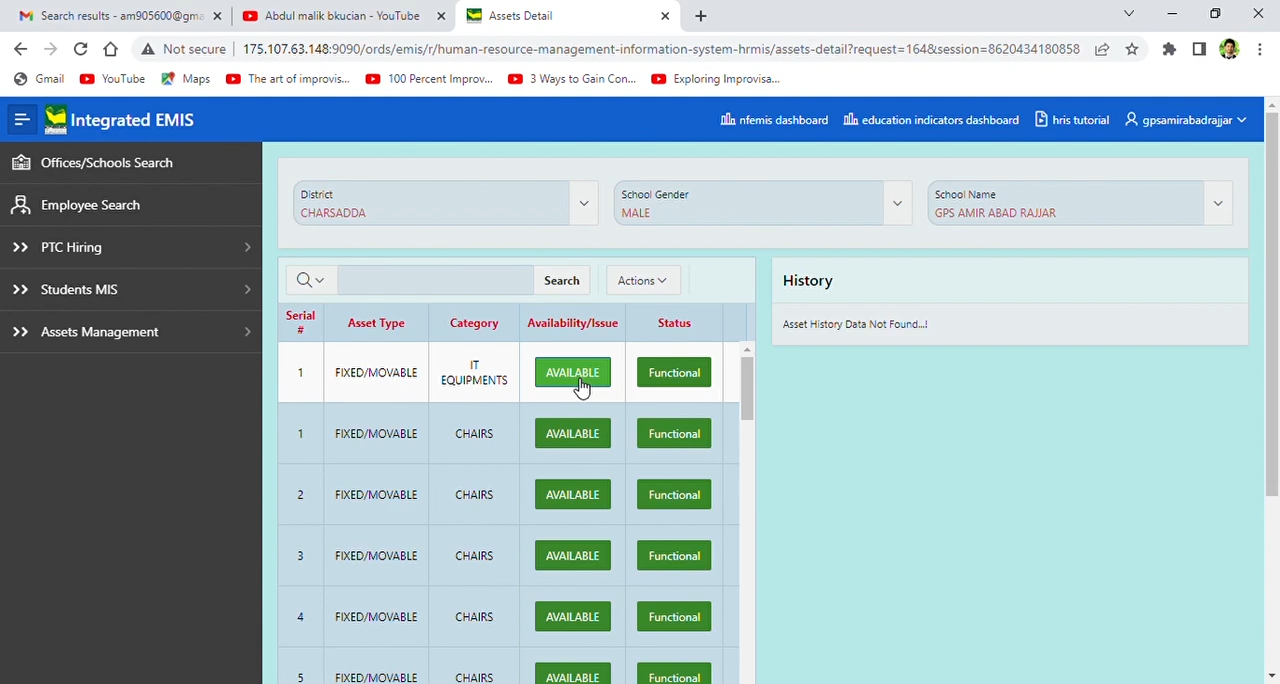 Search results - am905600@gma
Abdul malik bkucian - YouTube
Assets Detail
Not secure
175.107.63.148:9090/ords/emis/r/human-resource-management-information-system-hrmis/assets-detail?request=164&session=8620434180858
Gmail
YouTube
Maps
The art of improvis...
100 Percent Improv...
3 Ways to Gain Con...
Exploring Improvisa...
Integrated EMIS
nfemis dashboard
education indicators dashboard
hris tutorial
gpsamirabadrajjar
Offices/Schools Search
Employee Search
PTC Hiring
Students MIS
Assets Management
District
CHARSADDA
School Gender
MALE
School Name
GPS AMIR ABAD RAJJAR
Search
Actions
History
Asset History Data Not Found...!
Serial # Asset Type Category Availability/Issue Status
1 FIXED/MOVABLE IT EQUIPMENTS AVAILABLE Functional
1 FIXED/MOVABLE CHAIRS AVAILABLE Functional
2 FIXED/MOVABLE CHAIRS AVAILABLE Functional
3 FIXED/MOVABLE CHAIRS AVAILABLE Functional
4 FIXED/MOVABLE CHAIRS AVAILABLE Functional
5 FIXED/MOVABLE CHAIRS AVAILABLE Functional